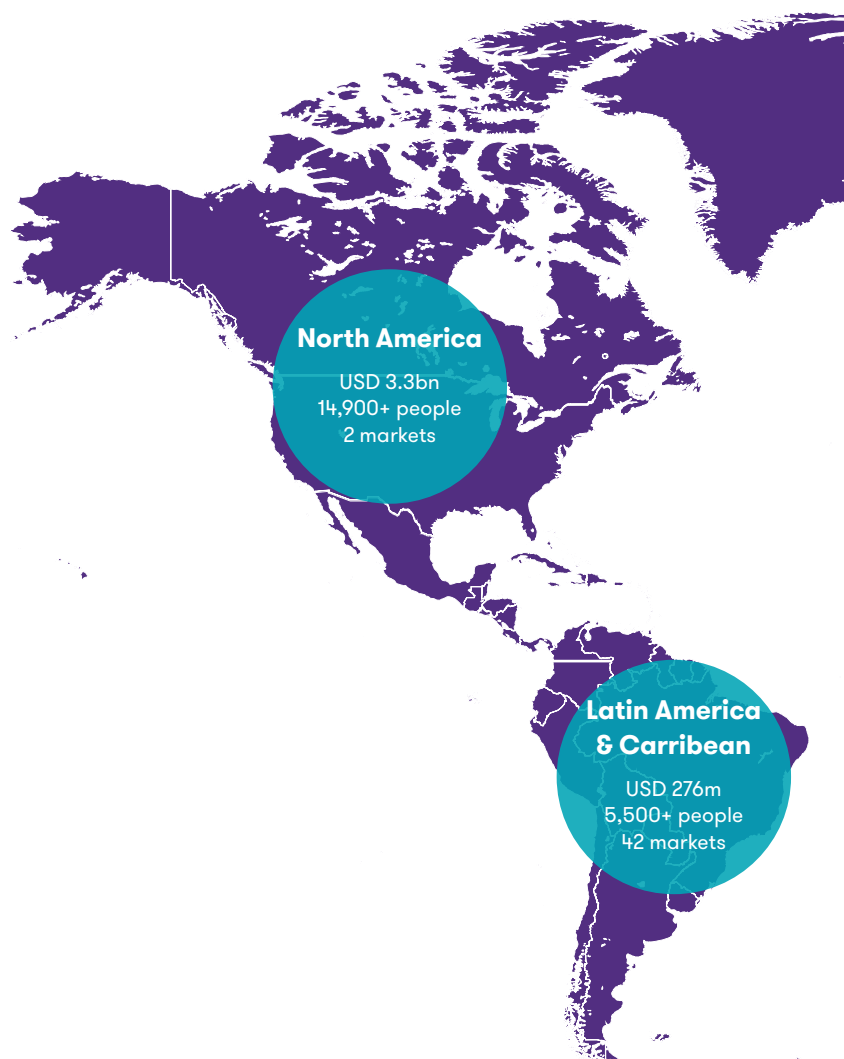 North America
USD 3.3bn
14,900+ people
2 markets
Latin America
& Carribean
USD 276m
5,500+ people
42 markets